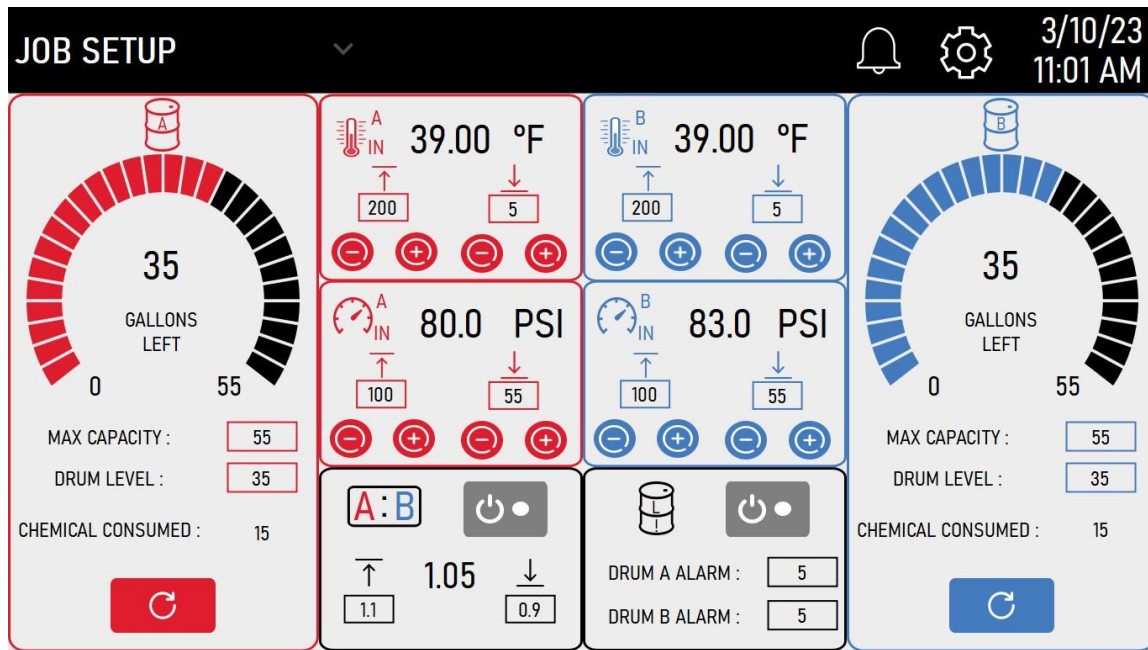 JOB SETUP
3/10/23
11:01 AM
A
35
GALLONS
LEFT
0 55
MAX CAPACITY : 55
DRUM LEVEL : 35
CHEMICAL CONSUMED : 15
A
IN
39.00 °F
200 5
A
IN
80.0 PSI
100 55
B
IN
39.00 °F
200 5
B
IN
83.0 PSI
100 55
A:B
1.05
1.1 0.9
L
!
DRUM A ALARM : 5
DRUM B ALARM : 5
B
35
GALLONS
LEFT
0 55
MAX CAPACITY : 55
DRUM LEVEL : 35
CHEMICAL CONSUMED : 15